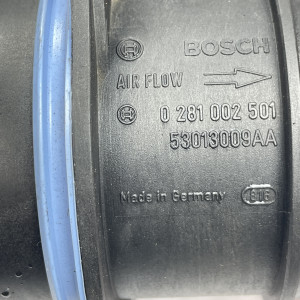 BOSCH
AIR FLOW
0 281 002 501
53013009AA
Made in Germany